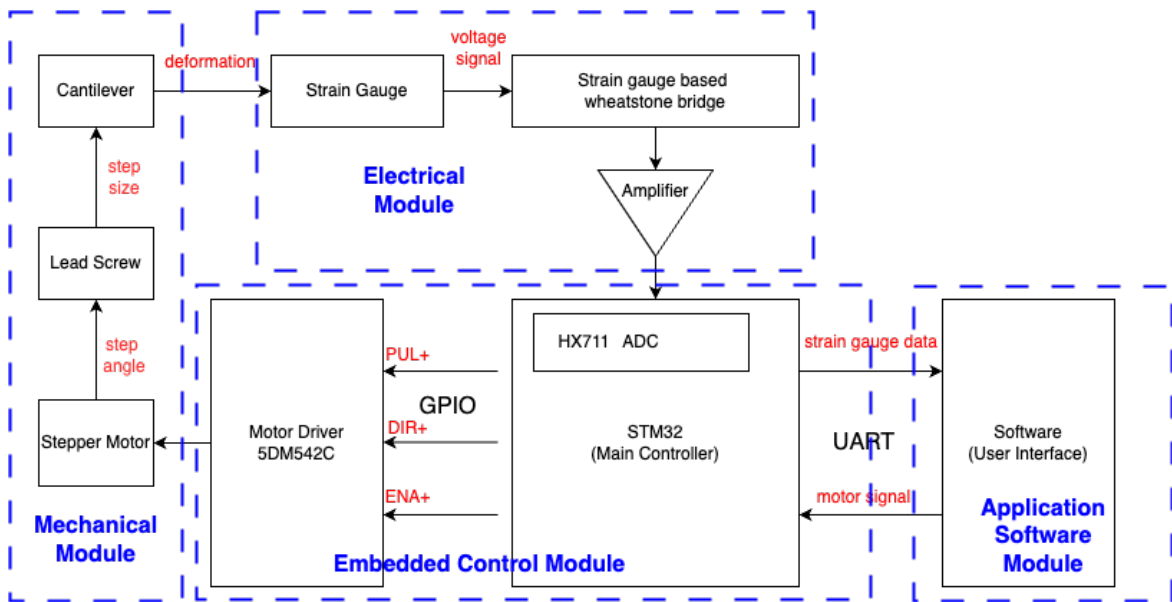 voltage
signal
deformation
Cantilever
Strain Gauge
Strain gauge based
wheatstone bridge
step
size
Electrical
Module
Amplifier
Lead Screw
HX711 ADC
step
angle
PUL+
strain gauge data
GPIO
DIR+
Stepper Motor
Motor Driver
5DM542C
STM32
(Main Controller)
UART
Software
(User Interface)
ENA+
motor signal
Mechanical
Module
Embedded Control Module
Application
Software
Module